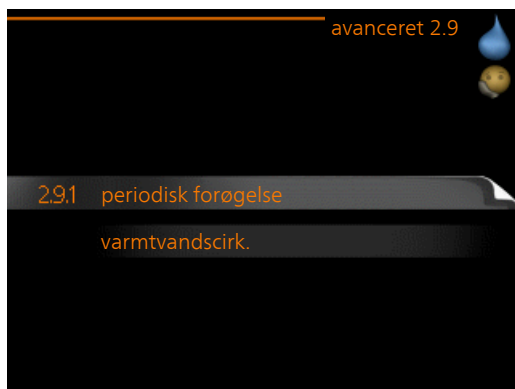 avanceret 2.9
2.9.1 periodisk forøgelse
varmtvandscirk.